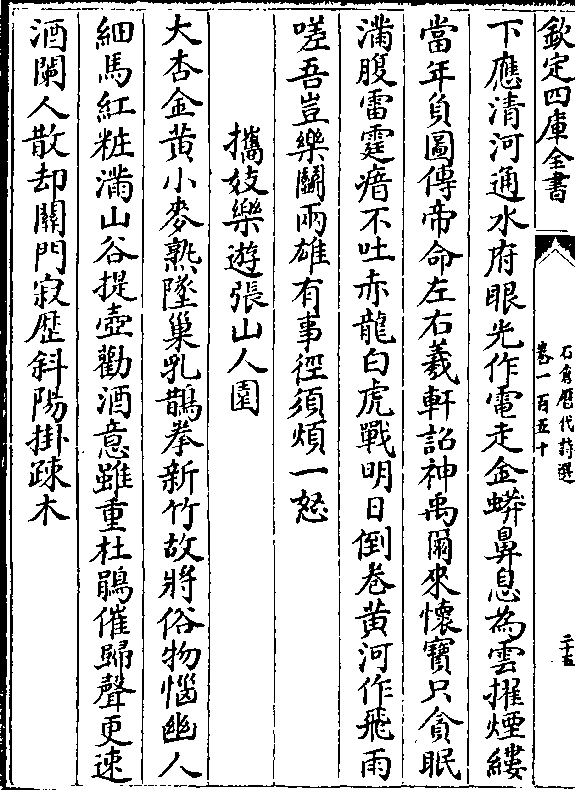 欽定四庫全書
石倉歷代詩選
卷一百五十
二十五
下應清河通水府眼光作電走金蟒鼻息為雲擢煙縷
當年負圖傳帝命左右羲軒詔神禹爾來懷寶只貪眠
滿腹雷霆瘖不吐赤龍白虎戰明日倒卷黃河作飛雨
嗟吾豈樂鬭兩雄有事徑須煩一怒
攜妓樂遊張山人園
大杏金黃小麥熟墜巢乳鵲拳新竹故將俗物惱幽人
細馬紅粧滿山谷提壺勸酒意雖重杜鵑催歸聲更速
酒闌人散却關門寂歴斜陽掛疎木